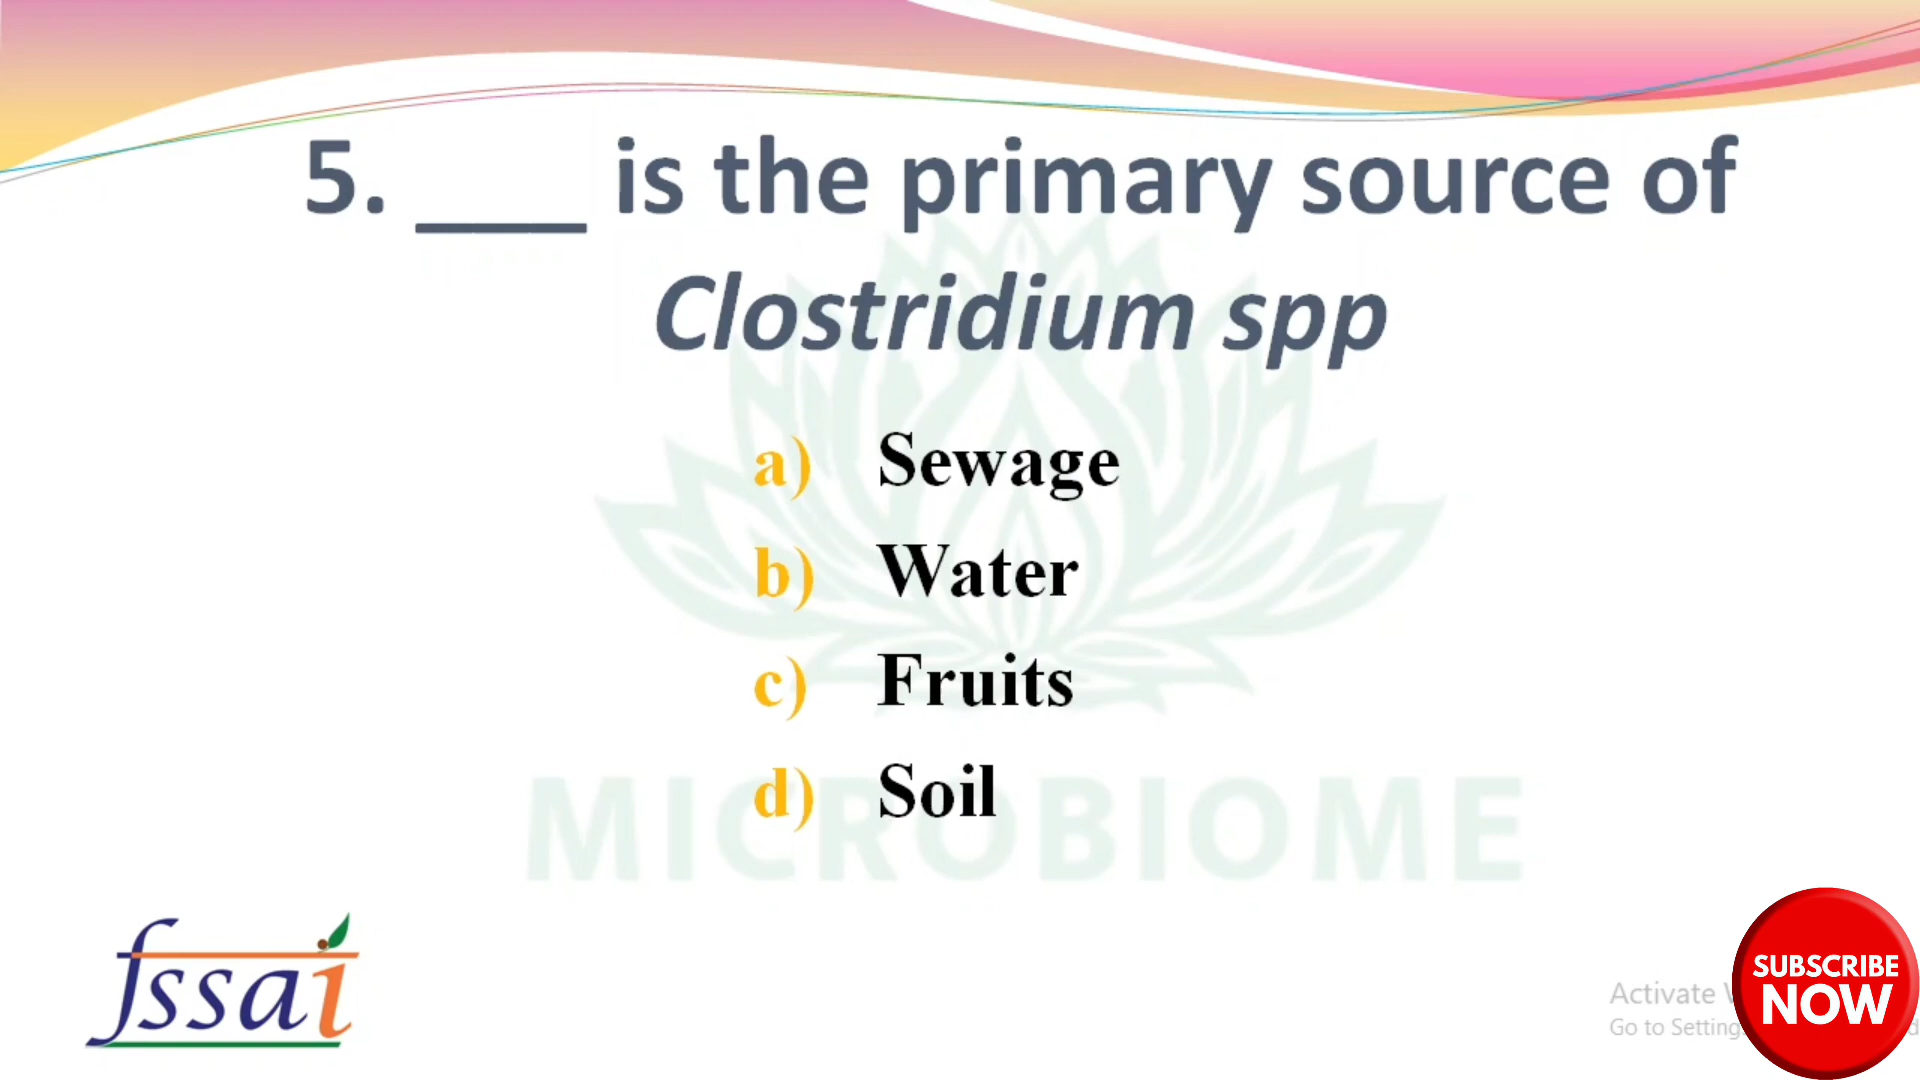 5. ___ is the primary source of
Clostridium spp
a) Sewage
b) Water
c) Fruits
d) Soil
MICROBIOME
fssai
Activate
Go to Setting
SUBSCRIBE
NOW